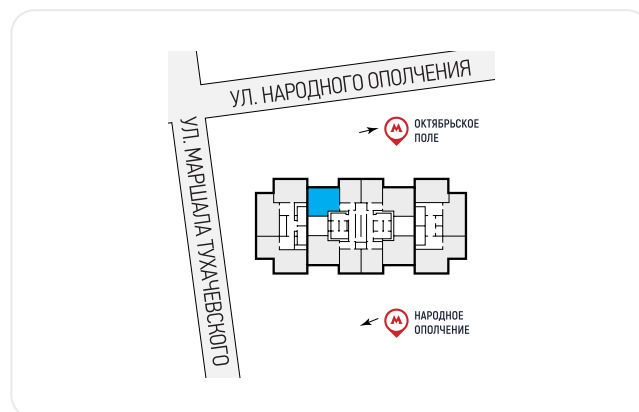 УЛ. НАРОДНОГО ОПОЛЧЕНИЯ
УЛ. МАРШАЛА ТУХАЧЕВСКОГО
М
ОКТЯБРЬСКОЕ
ПОЛЕ
М
НАРОДНОЕ
ОПОЛЧЕНИЕ